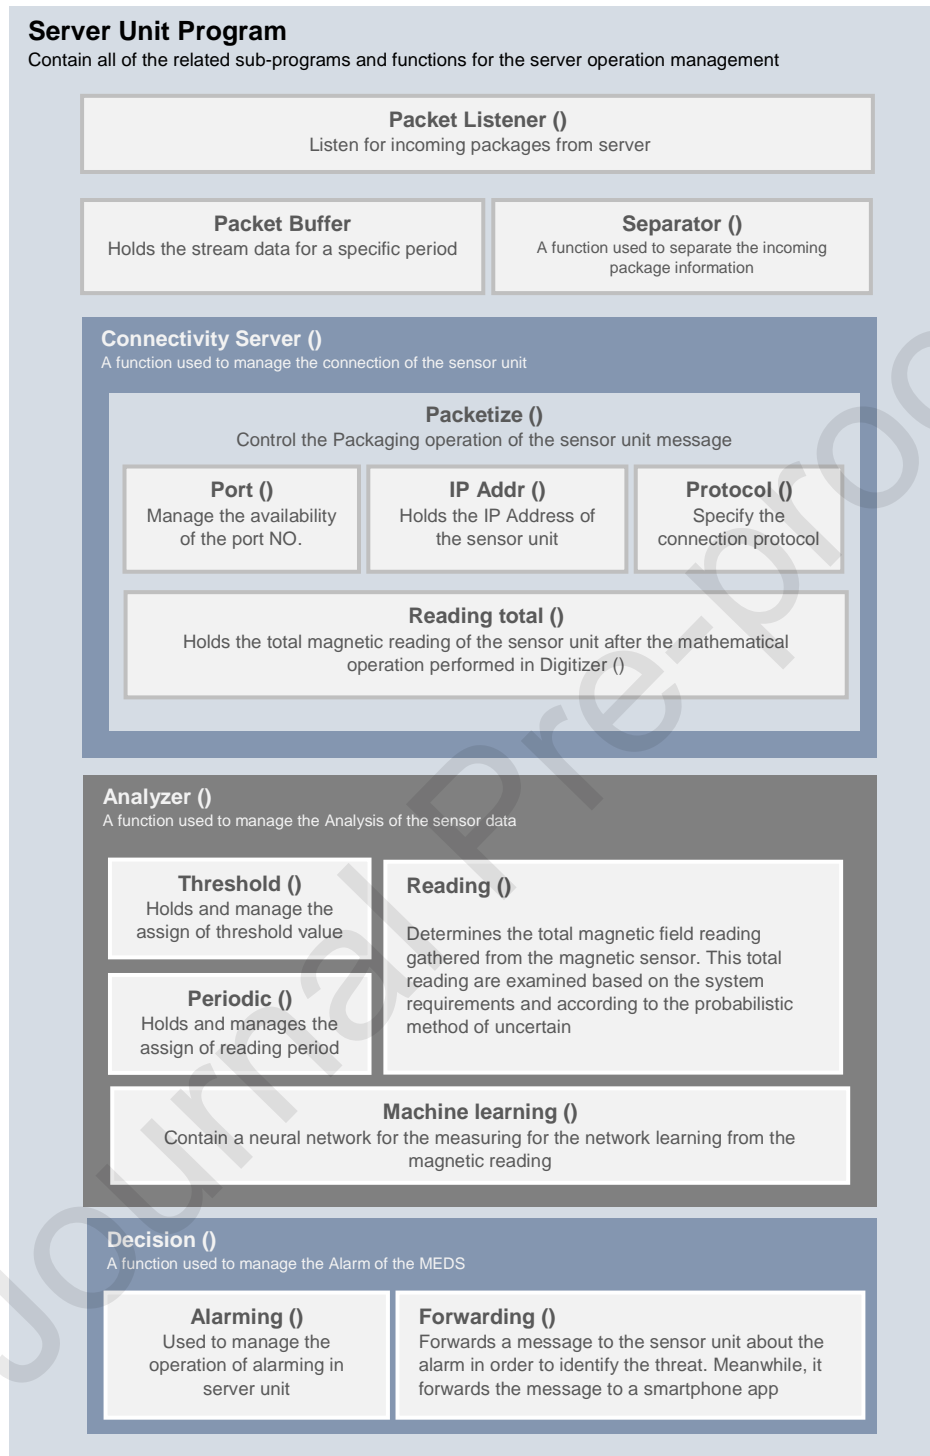 Server Unit Program
Contain all of the related sub-programs and functions for the server operation management
Packet Listener ()
Listen for incoming packages from server
Packet Buffer
Holds the stream data for a specific period
Separator ()
A function used to separate the incoming
package information
Connectivity Server ()
A function used to manage the connection of the sensor unit
Packetize ()
Control the Packaging operation of the sensor unit message
Port ()
Manage the availability
of the port NO.
IP Addr ()
Holds the IP Address of
the sensor unit
Protocol ()
Specify the
connection protocol
Reading total ()
Holds the total magnetic reading of the sensor unit after the mathematical
operation performed in Digitizer ()
Analyzer ()
A function used to manage the Analysis of the sensor data
Threshold ()
Holds and manage the
assign of threshold value
Periodic ()
Holds and manages the
assign of reading period
Reading ()
Determines the total magnetic field reading
gathered from the magnetic sensor. This total
reading are examined based on the system
requirements and according to the probabilistic
method of uncertain
Machine learning ()
Contain a neural network for the measuring for the network learning from the
magnetic reading
Decision ()
A function used to manage the Alarm of the MEDS
Alarming ()
Used to manage the
operation of alarming in
server unit
Forwarding ()
Forwards a message to the sensor unit about the
alarm in order to identify the threat. Meanwhile, it
forwards the message to a smartphone app
Journal Pre-proo